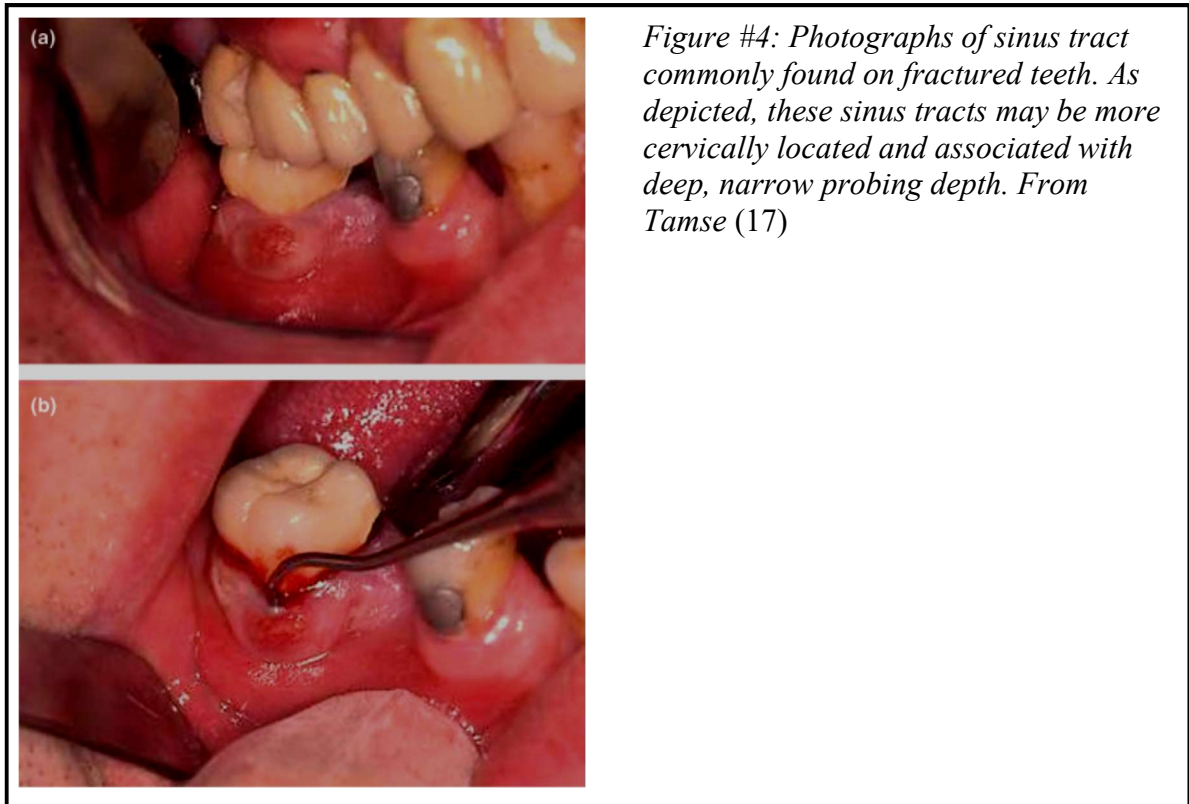 (a)
Figure #4: Photographs of sinus tract
commonly found on fractured teeth. As
depicted, these sinus tracts may be more
cervically located and associated with
deep, narrow probing depth. From
Tamse (17)
(b)